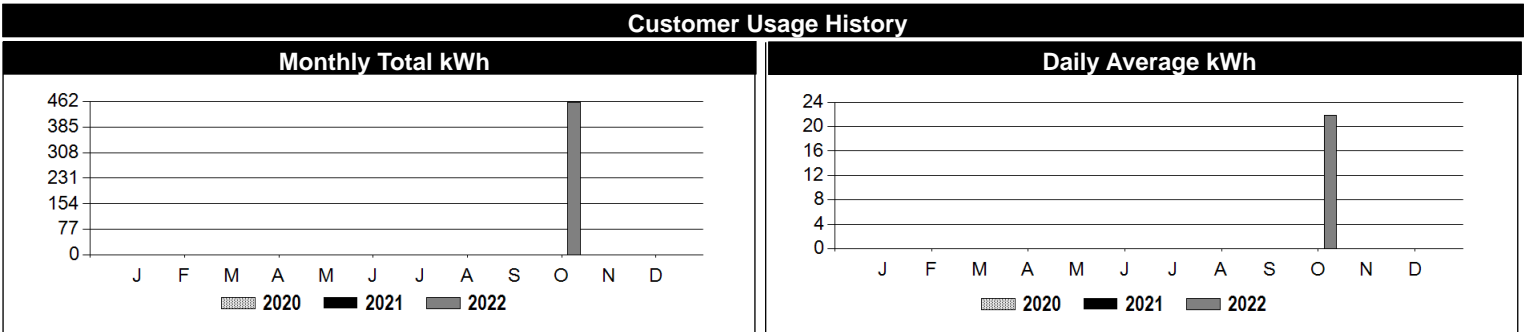 Customer Usage History
Monthly Total kWh
462
385
308
231
154
77
0
J F M A M J J A S O N D
2020 2021 2022
Daily Average kWh
24
20
16
12
8
4
0
J F M A M J J A S O N D
2020 2021 2022